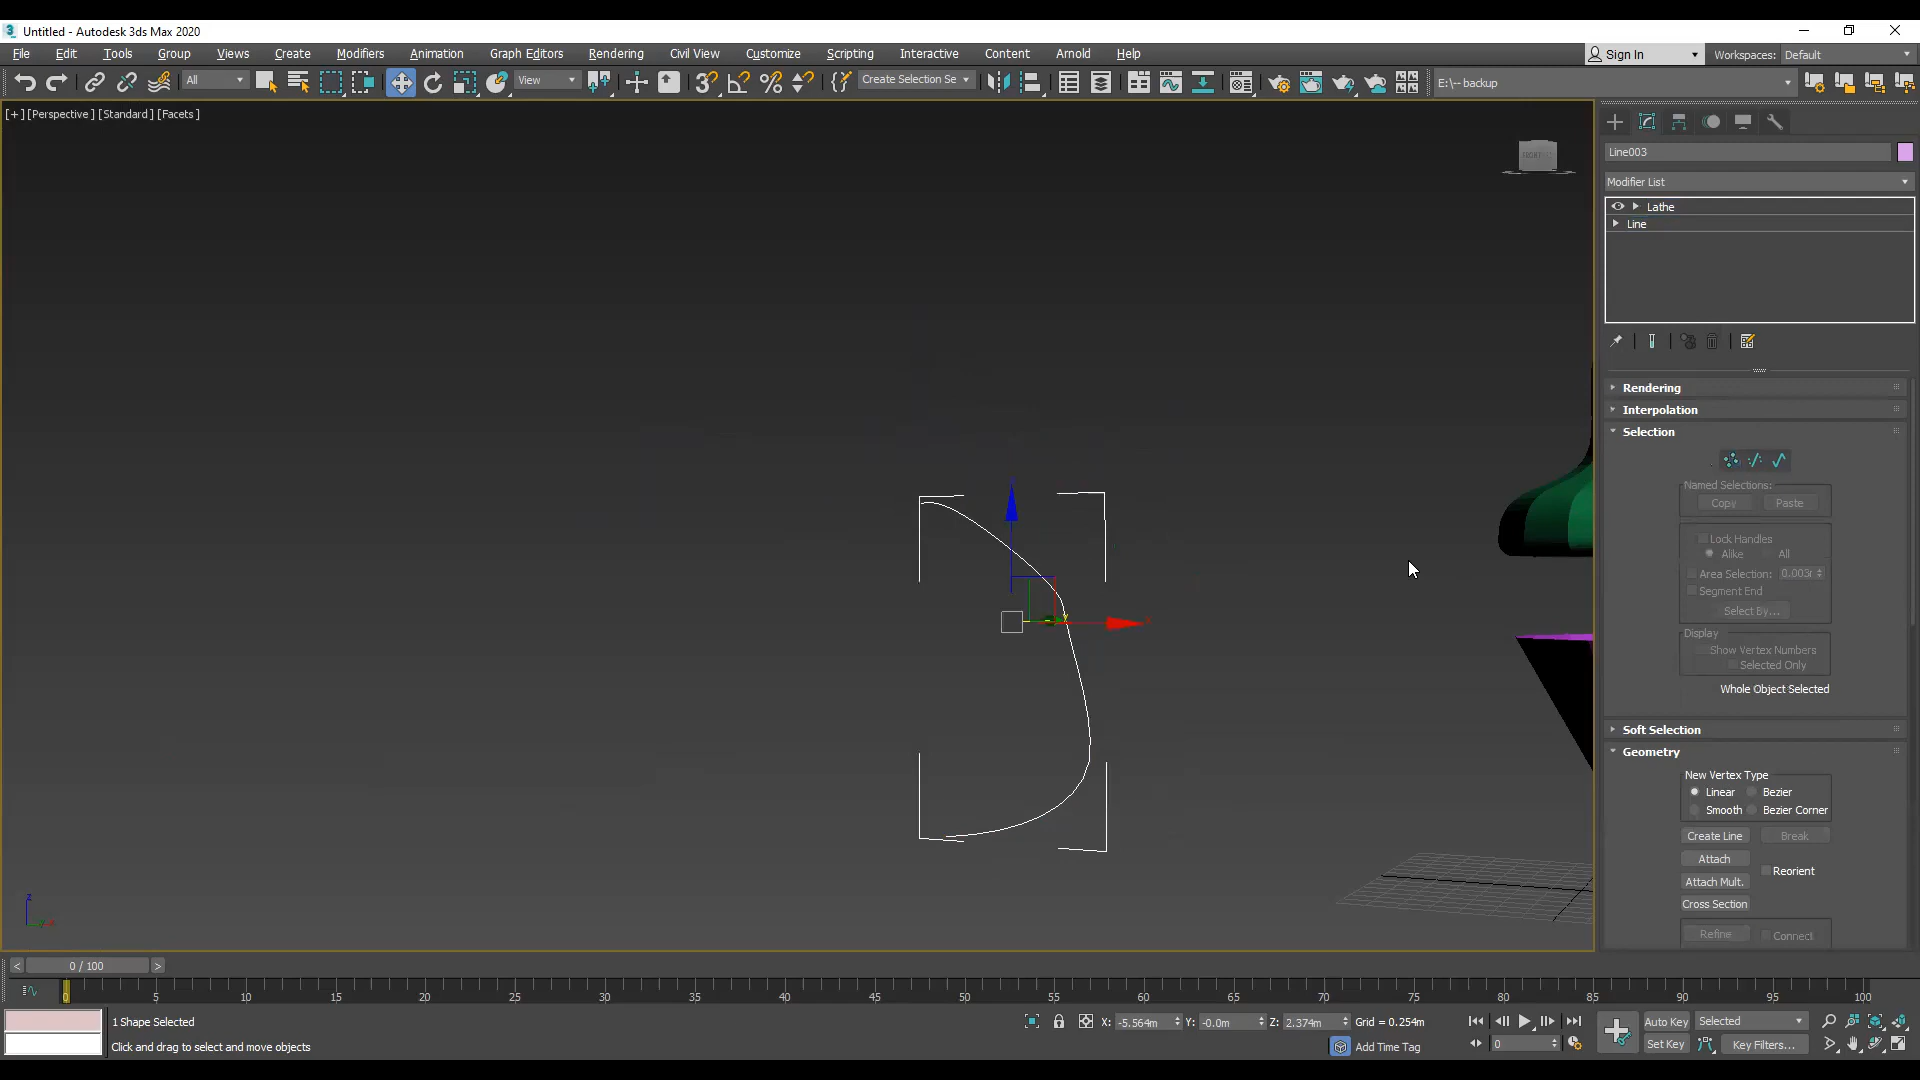 Untitled - Autodesk 3ds Max 2020
File Edit Tools Group Views Create Modifiers Animation Graph Editors Rendering Civil View Customize Scripting Interactive Content Arnold Help
Sign In Workspaces: Default
All View Create Selection Se E:\-- backup
[+] [Perspective ] [Standard ] [Facets ]
Line003
Modifier List
Lathe
Line
Rendering
Interpolation
Selection
Named Selections:
Copy Paste
Lock Handles
Alike All
Area Selection:
Segment End
Select By...
Display
Show Vertex Numbers
Selected Only
Whole Object Selected
Soft Selection
Geometry
New Vertex Type
Linear Bezier
Smooth Bezier Corner
Create Line Break
Attach
Reorient
Attach Mult.
Cross Section
Refine Connect
< 0 / 100 >
0 5 10 15 20 25 30 35 40 45 50 55 60 65 70 75 80 85 90 95 100
1 Shape Selected
X: -5.564m Y: -0.0m Z: 2.374m Grid = 0.254m
Auto Key Selected
Click and drag to select and move objects
Add Time Tag
0
Set Key Key Filters...